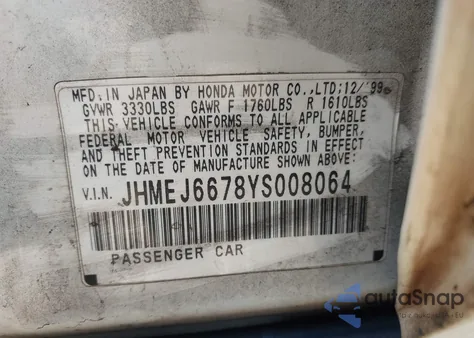 MFD. IN JAPAN BY HONDA MOTOR CO.,LTD;12/'99
GVWR 3330LBS GAWR F 1760LBS R 1610LBS
THIS VEHICLE CONFORMS TO ALL APPLICABLE
FEDERAL MOTOR VEHICLE SAFETY, BUMPER,
AND THEFT PREVENTION STANDARDS IN EFFECT
ON THE DATE OF MANUFACTURE SHOWN ABOVE.
V.I.N. JHMEJ6678YS008064
PASSENGER CAR
autoSnap